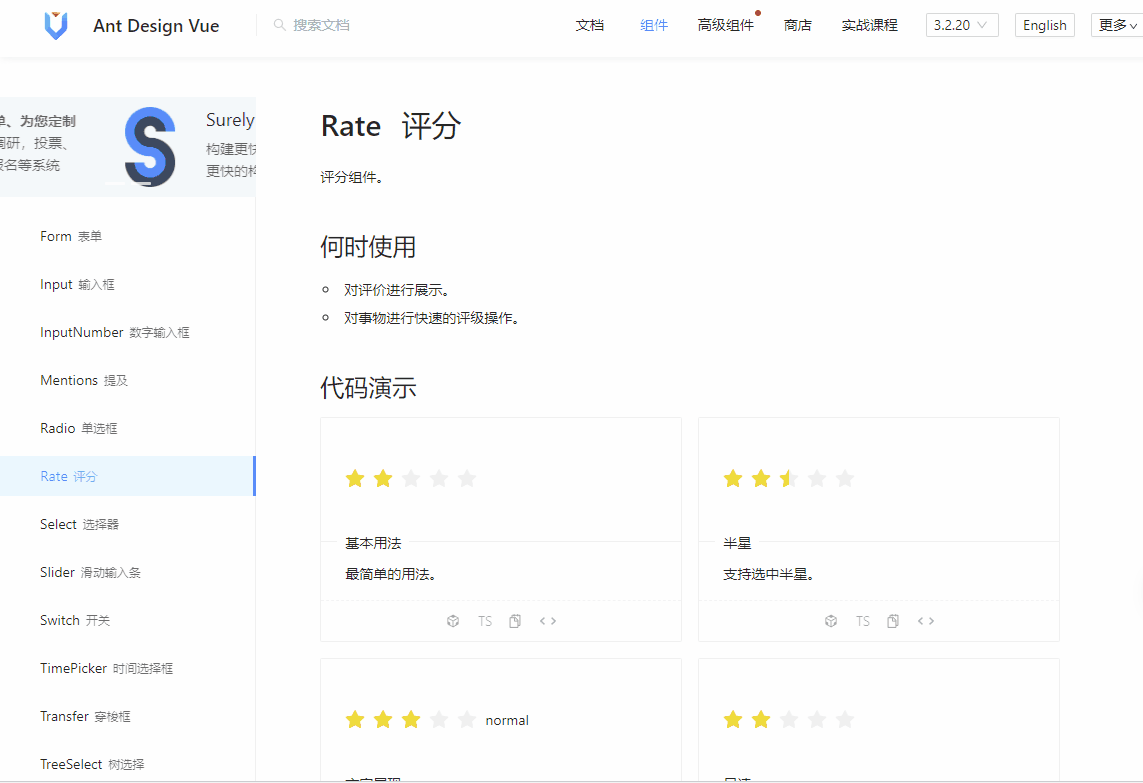 Ant Design Vue
搜索文档
文档 组件 高级组件 商店 实战课程 3.2.20 English 更多
单、为您定制
调研，投票、
报名等系统
Surely
构建更快
更快的构
Form 表单
Input 输入框
InputNumber 数字输入框
Mentions 提及
Radio 单选框
Rate 评分
Select 选择器
Slider 滑动输入条
Switch 开关
TimePicker 时间选择框
Transfer 穿梭框
TreeSelect 树选择
Rate 评分
评分组件。
何时使用
对评价进行展示。
对事物进行快速的评级操作。
代码演示
基本用法
最简单的用法。
TS
半星
支持选中半星。
TS
normal